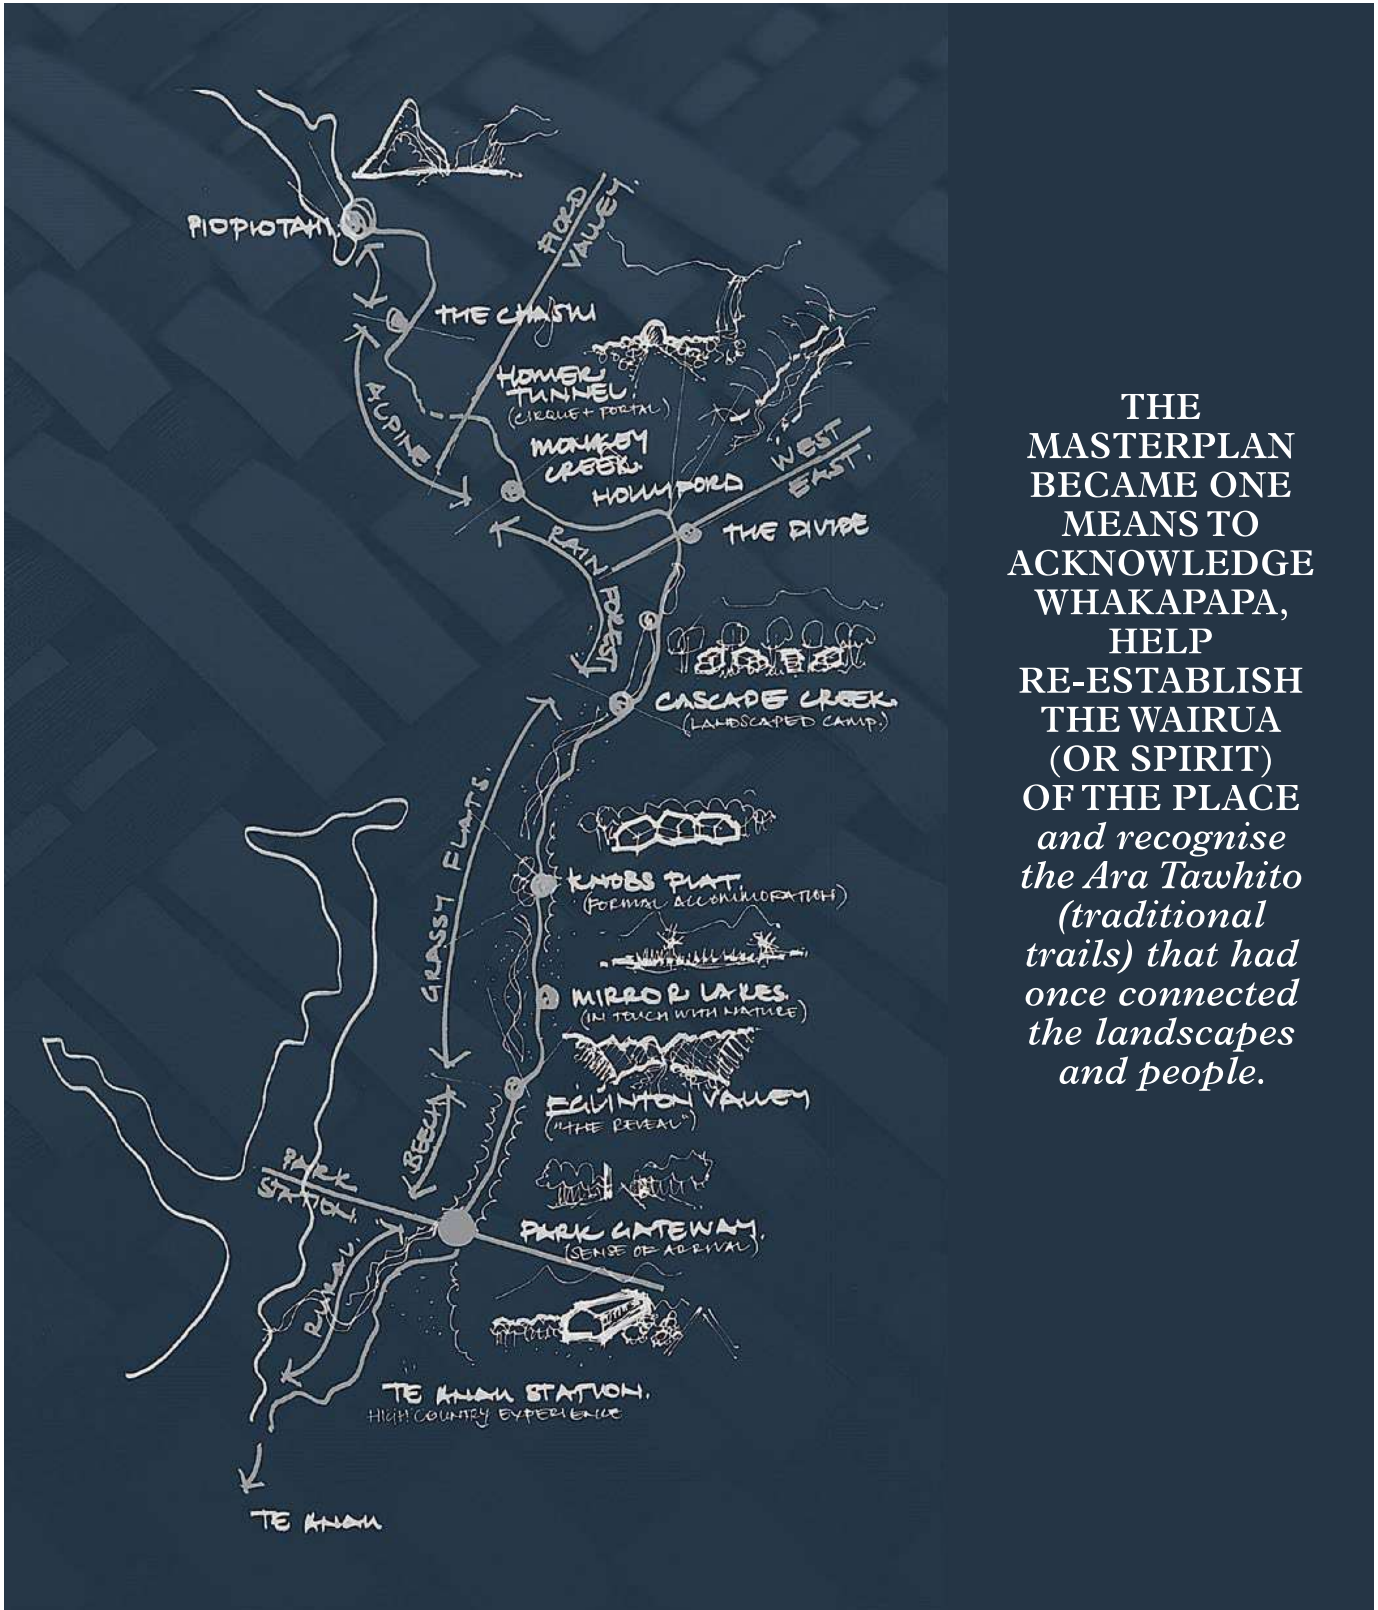 PIOPIOTAHI.
FIORD
VALLEY.
THE CHASM
ALPINE
HOMER
TUNNEL.
(CIRQUE + PORTAL)
MONKEY
CREEK.
HOLLYFORD
WEST
EAST.
THE DIVIDE
RAIN
FOREST
CASCADE CREEK.
(LANDSCAPED CAMP.)
GRASSY FLATS.
KNOBS FLAT.
(FORMAL ACCOMMODATION)
MIRROR LAKES.
(IN TOUCH WITH NATURE)
EGLINTON VALLEY
("THE REVEAL")
BEECH
PARK
STATION.
PARK GATEWAY.
(SENSE OF ARRIVAL)
RURAL.
TE ANAU STATION.
HIGH COUNTRY EXPERIENCE
TE ANAU
THE
MASTERPLAN
BECAME ONE
MEANS TO
ACKNOWLEDGE
WHAKAPAPA,
HELP
RE-ESTABLISH
THE WAIRUA
(OR SPIRIT)
OF THE PLACE
and recognise
the Ara Tawhito
(traditional
trails) that had
once connected
the landscapes
and people.